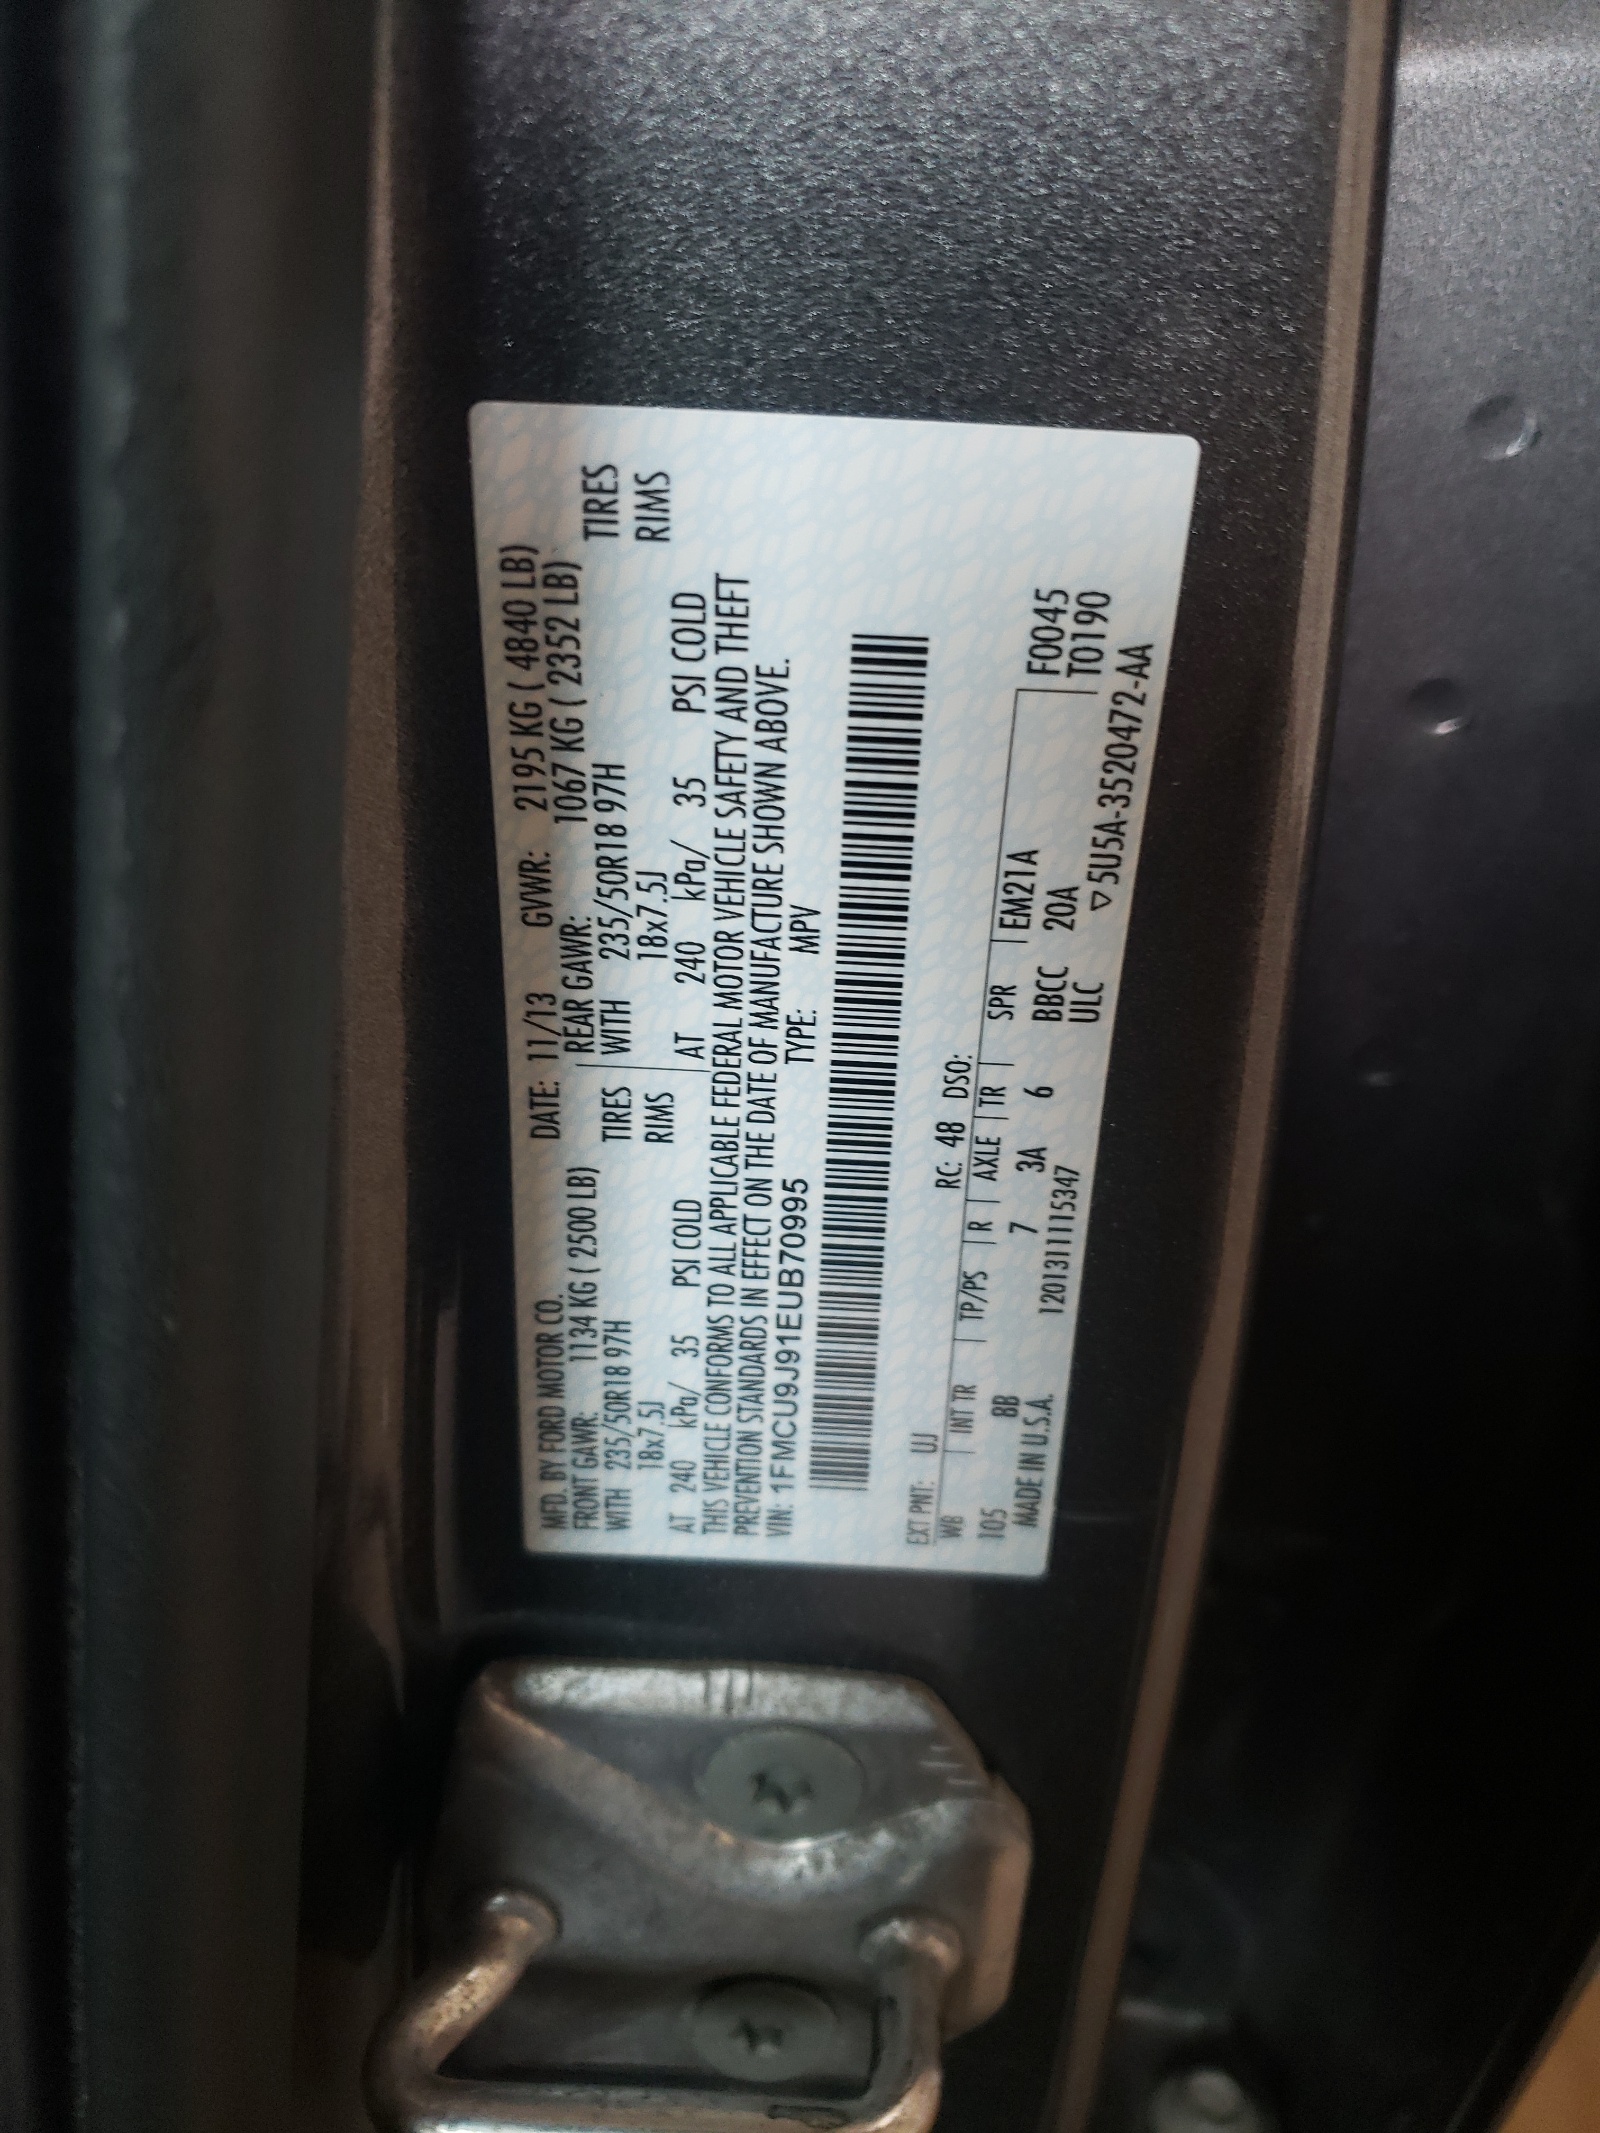 MFD. BY FORD MOTOR CO. DATE: 11/13 GVWR: 2195 KG ( 4840 LB)
FRONT GAWR: 1134 KG ( 2500 LB) REAR GAWR: 1067 KG ( 2352 LB)
WITH 235/50R18 97H TIRES WITH 235/50R18 97H TIRES
18x7.5J RIMS 18x7.5J RIMS
AT 240 kPa/ 35 PSI COLD AT 240 kPa/ 35 PSI COLD
THIS VEHICLE CONFORMS TO ALL APPLICABLE FEDERAL MOTOR VEHICLE SAFETY AND THEFT
PREVENTION STANDARDS IN EFFECT ON THE DATE OF MANUFACTURE SHOWN ABOVE.
VIN: 1FMCU9J91EUB70995 TYPE: MPV
EXT PNT: UJ RC: 48 DSO: F0045
WB INT TR TP/PS R AXLE TR SPR EM21A T0190
105 8B 7 3A 6 BBCC 20A
MADE IN U.S.A. 1201311115347 ULC ▽5U5A-3520472-AA